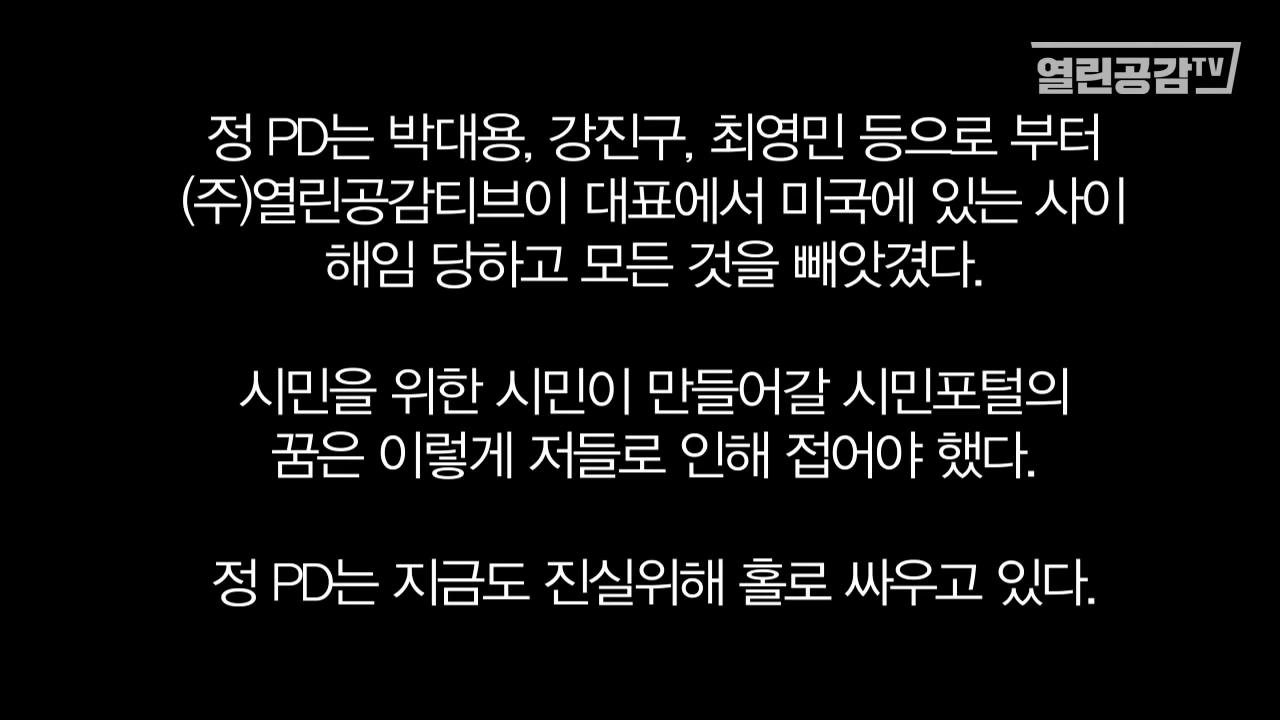 열린공감TV
정 PD는 박대용, 강진구, 최영민 등으로 부터
(주)열린공감티브이 대표에서 미국에 있는 사이
해임 당하고 모든 것을 빼앗겼다.
시민을 위한 시민이 만들어갈 시민포털의
꿈은 이렇게 저들로 인해 접어야 했다.
정 PD는 지금도 진실위해 홀로 싸우고 있다.